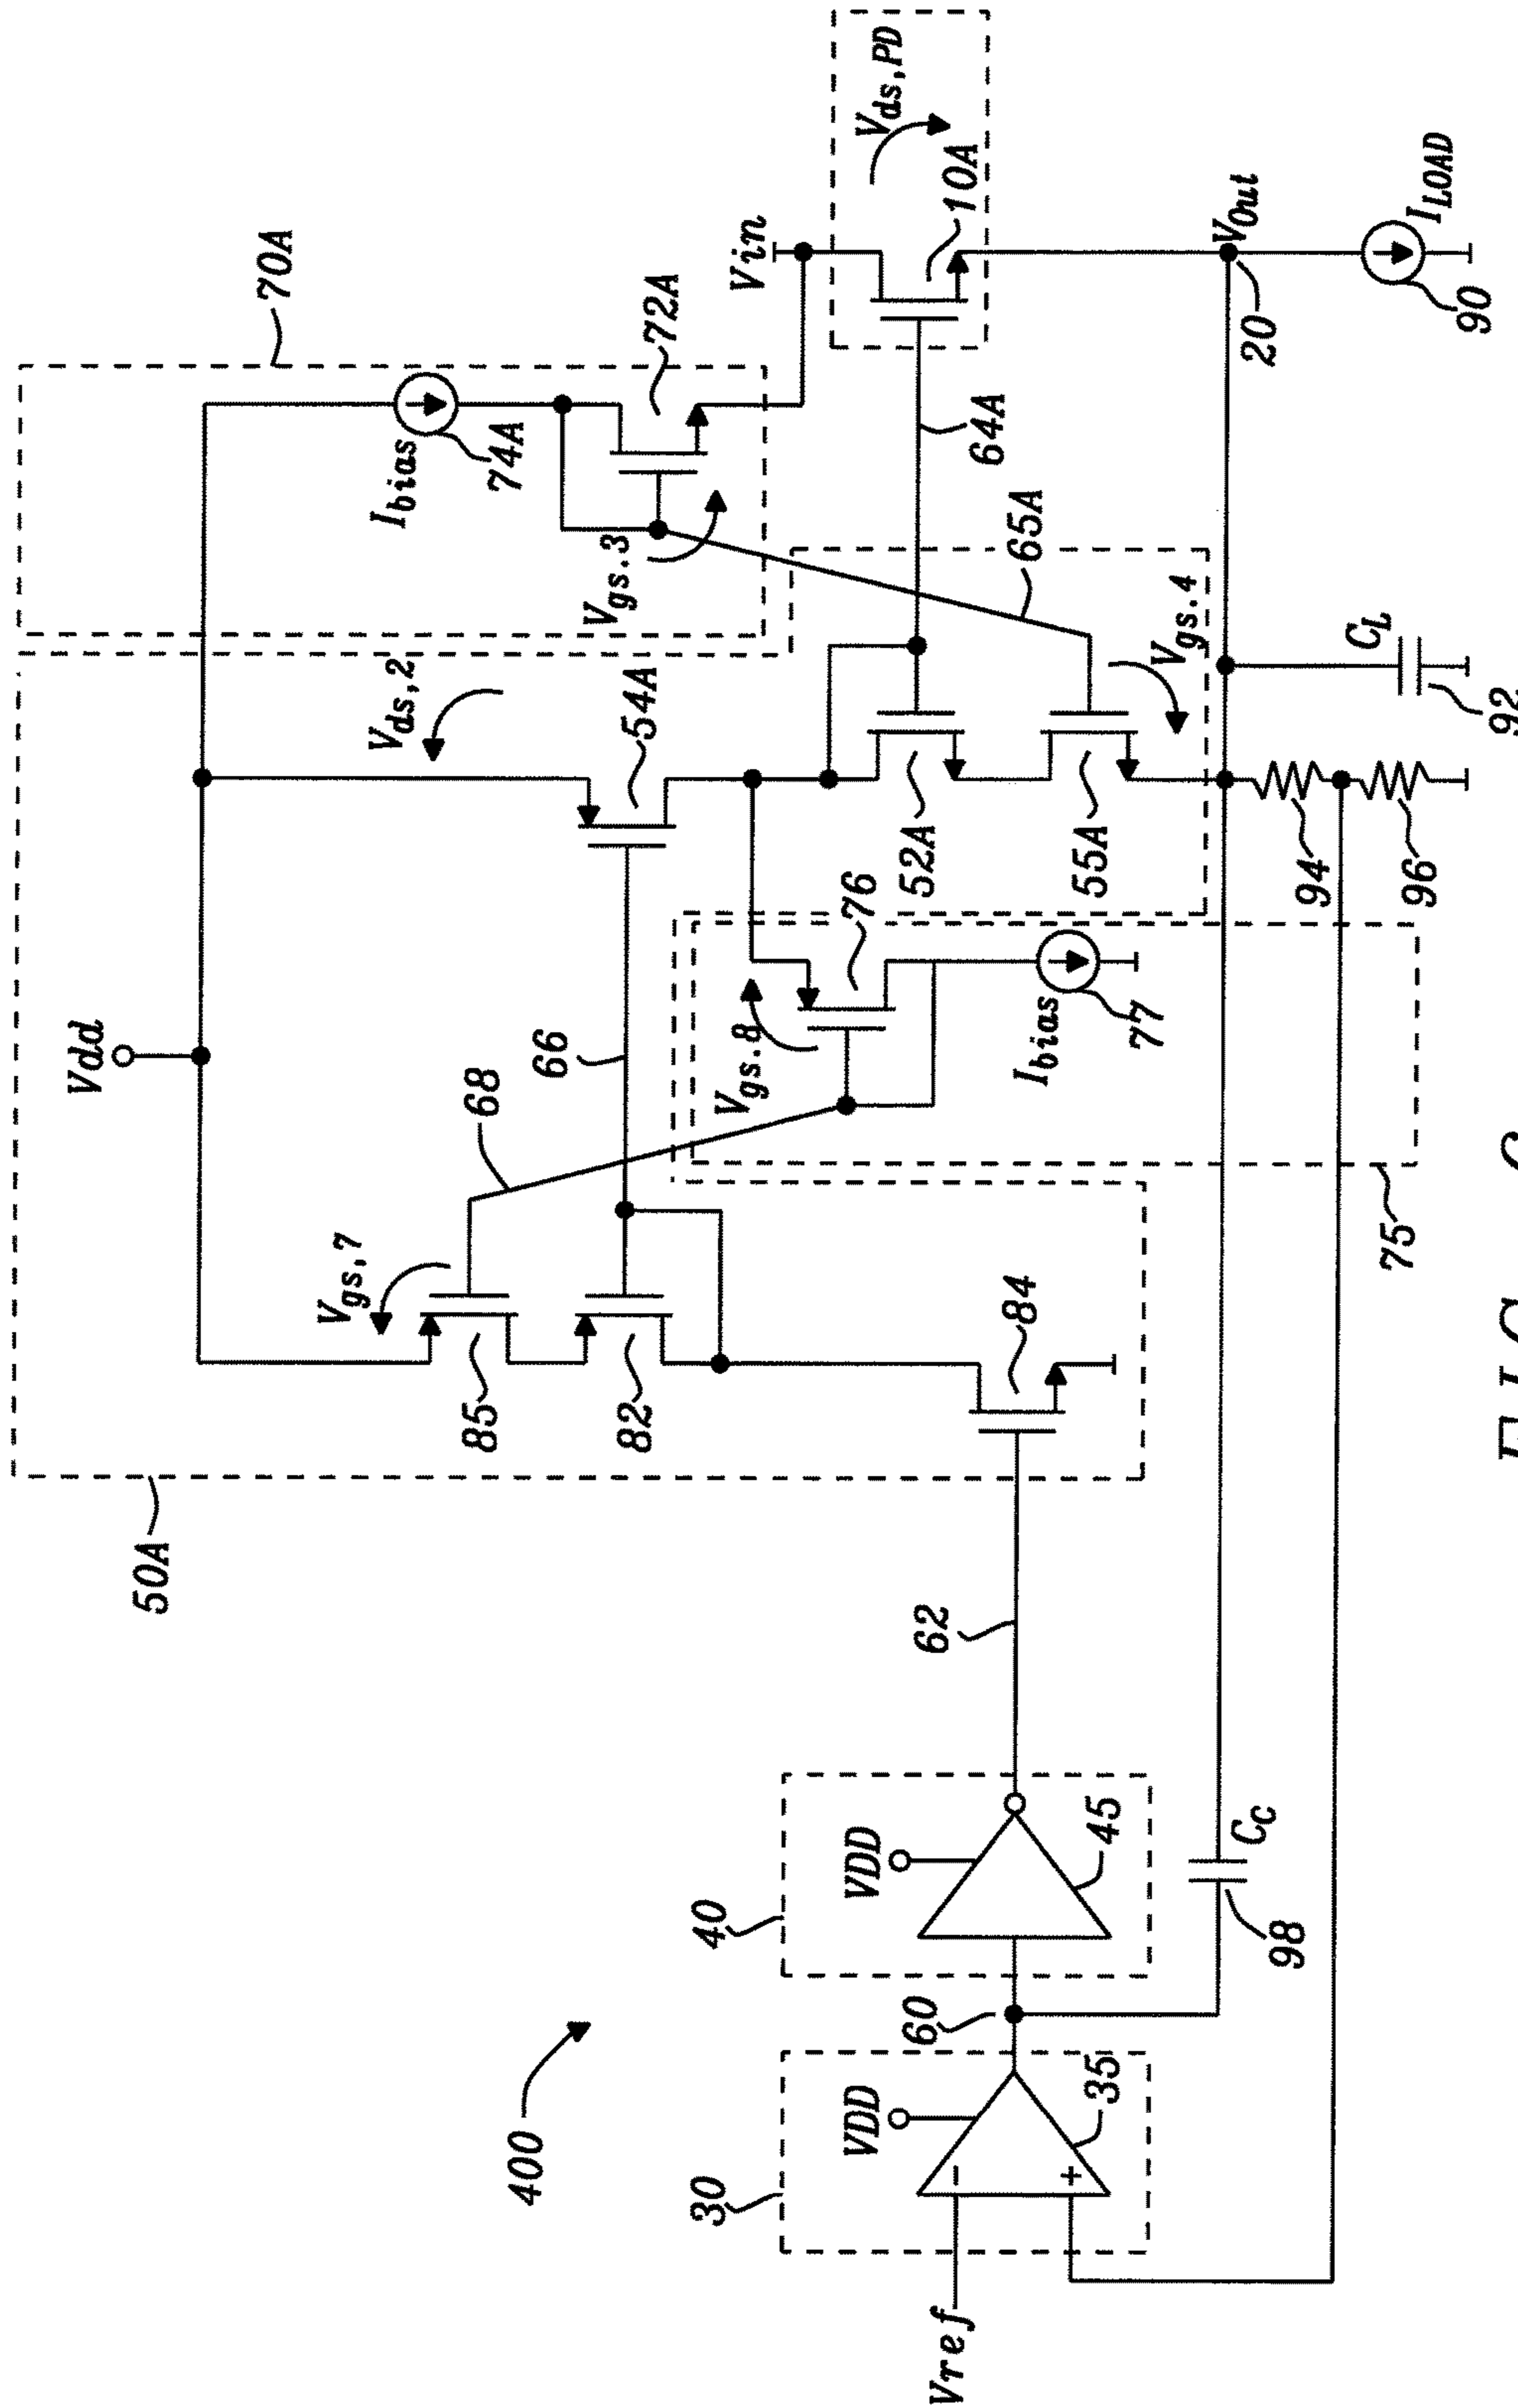 50A
Vdd
70A
Vgs,7
68
66
Vds,2
Ibias
74A
72A
Vin
Vds,PD
85
82
Vgs.8
76
54A
Vgs.3
10A
64A
84
Ibias
77
52A
55A
65A
Vgs.4
VOut
20
75
94
96
CL
92
90
ILOAD
400
30
VDD
35
-
+
Vref
60
40
VDD
45
62
CC
98